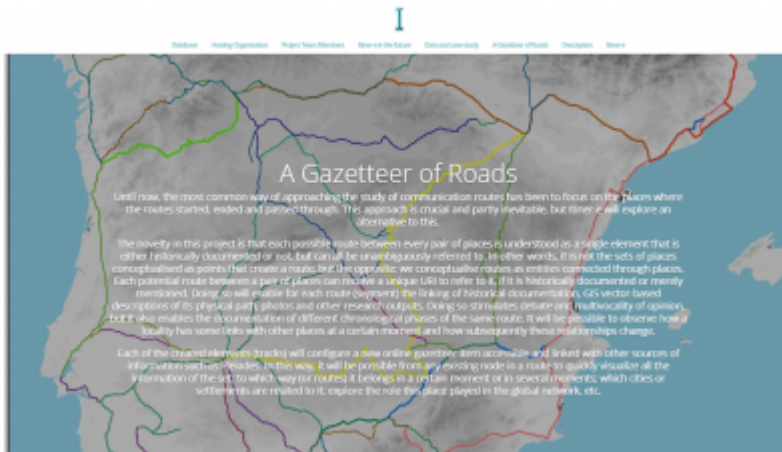 I
Database Hosting Organisation Project Team Members Itiner-e in the future Data and case-study A Gazetteer of Roads Description Itiner-e
A Gazetteer of Roads
Until now, the most common way of approaching the study of communication routes has been to focus on the places where
the routes started, ended and passed through. This approach is crucial and partly inevitable, but Itiner-e will explore an
alternative to this.
The novelty in this project is that each possible route between every pair of places is understood as a single element that is
either historically documented or not, but can be unambiguously referred to. In other words, it is not the sets of places
conceptualised as points that create a route, but the opposite: we conceptualise routes as entities connected through places.
Each potential route between a pair of places can receive a unique URI to refer to it, if it is historically documented or merely
mentioned. Doing so will enable for each route (segment) the linking of historical documentation, GIS vector based
descriptions of its physical path, photos and other research outputs. Doing so stimulates debate and multivocality of opinion,
but it also enables the documentation of different chronological phases of the same route. It will be possible to observe how a
locality has some links with other places at a certain moment and how subsequently these relationships change.
Each of the created elements (tracks) will configure a new online gazetteer item accessible and linked with other sources of
information such as Pleiades. In this way, it will be possible from any existing node in a route to quickly visualize all the
information of the set to which way (or routes) it belongs in a certain moment or in several moments, which cities or
settlements are related to it, explore the role this place played in the global network, etc.